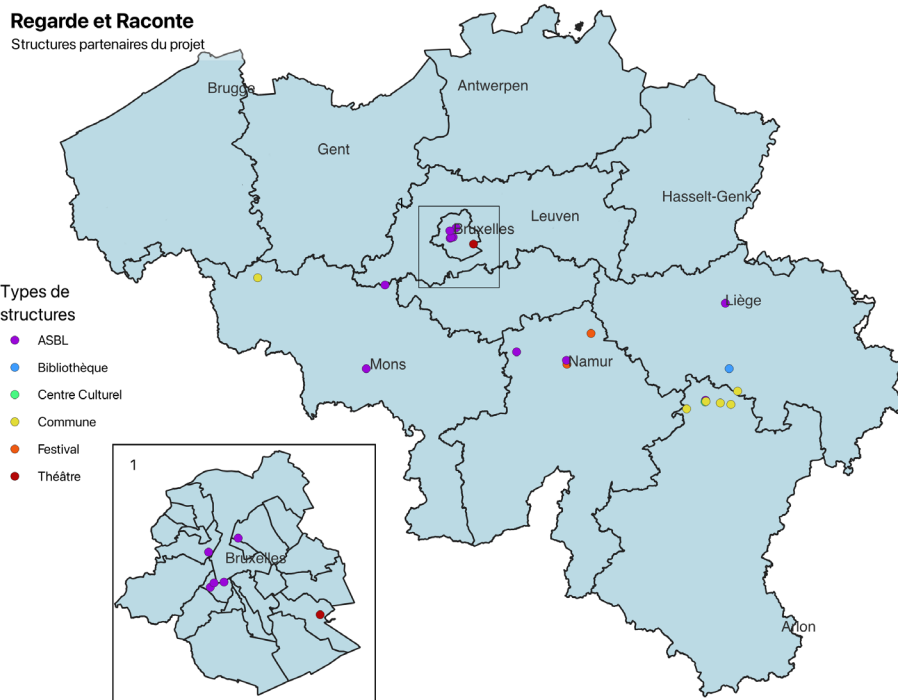 Regarde et Raconte
Structures partenaires du projet
Brugge
Antwerpen
Gent
Hasselt-Genk
Leuven
Bruxelles
Types de
structures
ASBL
Bibliothèque
Centre Culturel
Commune
Festival
Théâtre
Liège
Mons
Namur
1
Bruxelles
Arlon